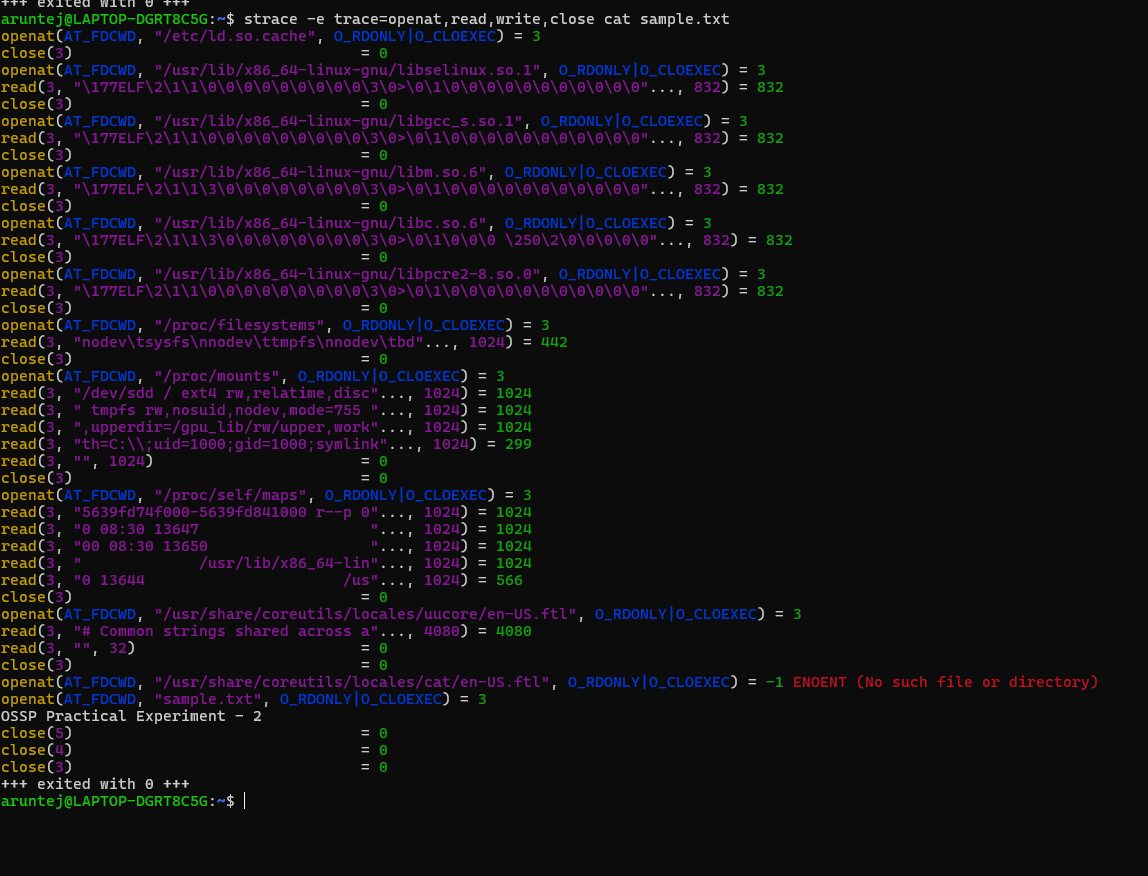 +++ exited with 0 +++
aruntej@LAPTOP-DGRT8C5G:~$ strace -e trace=openat,read,write,close cat sample.txt
openat(AT_FDCWD, "/etc/ld.so.cache", O_RDONLY|O_CLOEXEC) = 3
close(3)                                = 0
openat(AT_FDCWD, "/usr/lib/x86_64-linux-gnu/libselinux.so.1", O_RDONLY|O_CLOEXEC) = 3
read(3, "\177ELF\2\1\1\0\0\0\0\0\0\0\0\0\3\0>\0\1\0\0\0\0\0\0\0\0\0\0\0"..., 832) = 832
close(3)                                = 0
openat(AT_FDCWD, "/usr/lib/x86_64-linux-gnu/libgcc_s.so.1", O_RDONLY|O_CLOEXEC) = 3
read(3, "\177ELF\2\1\1\0\0\0\0\0\0\0\0\0\3\0>\0\1\0\0\0\0\0\0\0\0\0\0\0"..., 832) = 832
close(3)                                = 0
openat(AT_FDCWD, "/usr/lib/x86_64-linux-gnu/libm.so.6", O_RDONLY|O_CLOEXEC) = 3
read(3, "\177ELF\2\1\1\3\0\0\0\0\0\0\0\0\3\0>\0\1\0\0\0\0\0\0\0\0\0\0\0"..., 832) = 832
close(3)                                = 0
openat(AT_FDCWD, "/usr/lib/x86_64-linux-gnu/libc.so.6", O_RDONLY|O_CLOEXEC) = 3
read(3, "\177ELF\2\1\1\3\0\0\0\0\0\0\0\0\3\0>\0\1\0\0\0 \250\2\0\0\0\0\0"..., 832) = 832
close(3)                                = 0
openat(AT_FDCWD, "/usr/lib/x86_64-linux-gnu/libpcre2-8.so.0", O_RDONLY|O_CLOEXEC) = 3
read(3, "\177ELF\2\1\1\0\0\0\0\0\0\0\0\0\3\0>\0\1\0\0\0\0\0\0\0\0\0\0\0"..., 832) = 832
close(3)                                = 0
openat(AT_FDCWD, "/proc/filesystems", O_RDONLY|O_CLOEXEC) = 3
read(3, "nodev\tsysfs\nnodev\ttmpfs\nnodev\tbd"..., 1024) = 442
close(3)                                = 0
openat(AT_FDCWD, "/proc/mounts", O_RDONLY|O_CLOEXEC) = 3
read(3, "/dev/sdd / ext4 rw,relatime,disc"..., 1024) = 1024
read(3, " tmpfs rw,nosuid,nodev,mode=755 "..., 1024) = 1024
read(3, ",upperdir=/gpu_lib/rw/upper,work"..., 1024) = 1024
read(3, "th=C:\\;uid=1000;gid=1000;symlink"..., 1024) = 299
read(3, "", 1024)                       = 0
close(3)                                = 0
openat(AT_FDCWD, "/proc/self/maps", O_RDONLY|O_CLOEXEC) = 3
read(3, "5639fd74f000-5639fd841000 r--p 0"..., 1024) = 1024
read(3, "0 08:30 13647                   "..., 1024) = 1024
read(3, "00 08:30 13650                  "..., 1024) = 1024
read(3, "             /usr/lib/x86_64-lin"..., 1024) = 1024
read(3, "0 13644                      /us"..., 1024) = 566
close(3)                                = 0
openat(AT_FDCWD, "/usr/share/coreutils/locales/uucore/en-US.ftl", O_RDONLY|O_CLOEXEC) = 3
read(3, "# Common strings shared across a"..., 4080) = 4080
read(3, "", 32)                         = 0
close(3)                                = 0
openat(AT_FDCWD, "/usr/share/coreutils/locales/cat/en-US.ftl", O_RDONLY|O_CLOEXEC) = -1 ENOENT (No such file or directory)
openat(AT_FDCWD, "sample.txt", O_RDONLY|O_CLOEXEC) = 3
OSSP Practical Experiment - 2
close(5)                                = 0
close(4)                                = 0
close(3)                                = 0
+++ exited with 0 +++
aruntej@LAPTOP-DGRT8C5G:~$